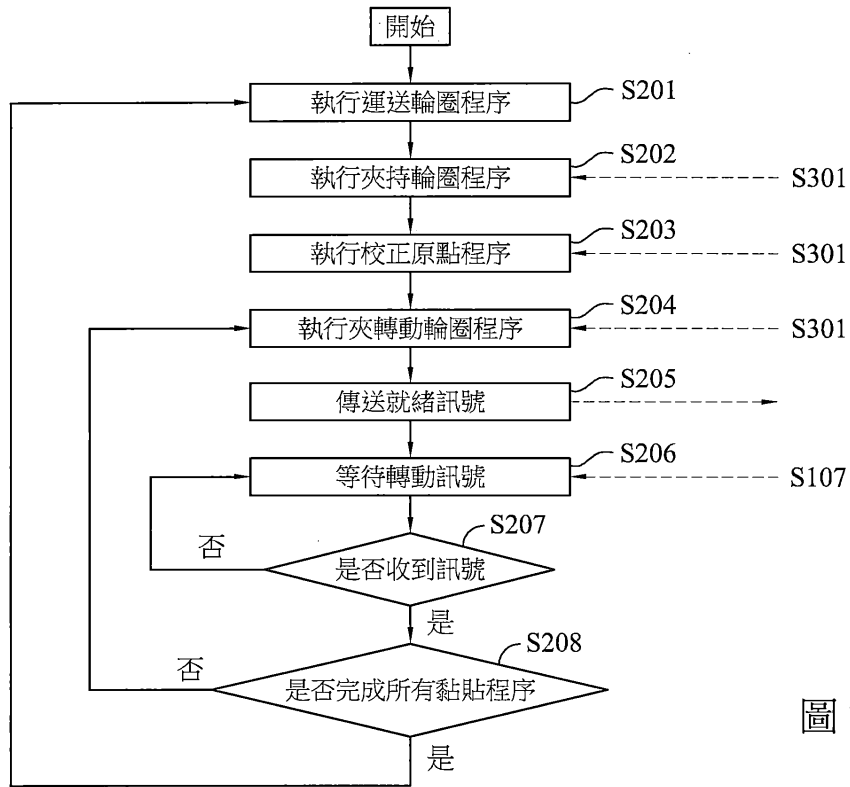 開始
執行運送輪圈程序
S201
執行夾持輪圈程序
S202
S301
執行校正原點程序
S203
S301
執行夾轉動輪圈程序
S204
S301
傳送就緒訊號
S205
等待轉動訊號
S206
S107
是否收到訊號
S207
否
是
是否完成所有黏貼程序
S208
否
是
圖